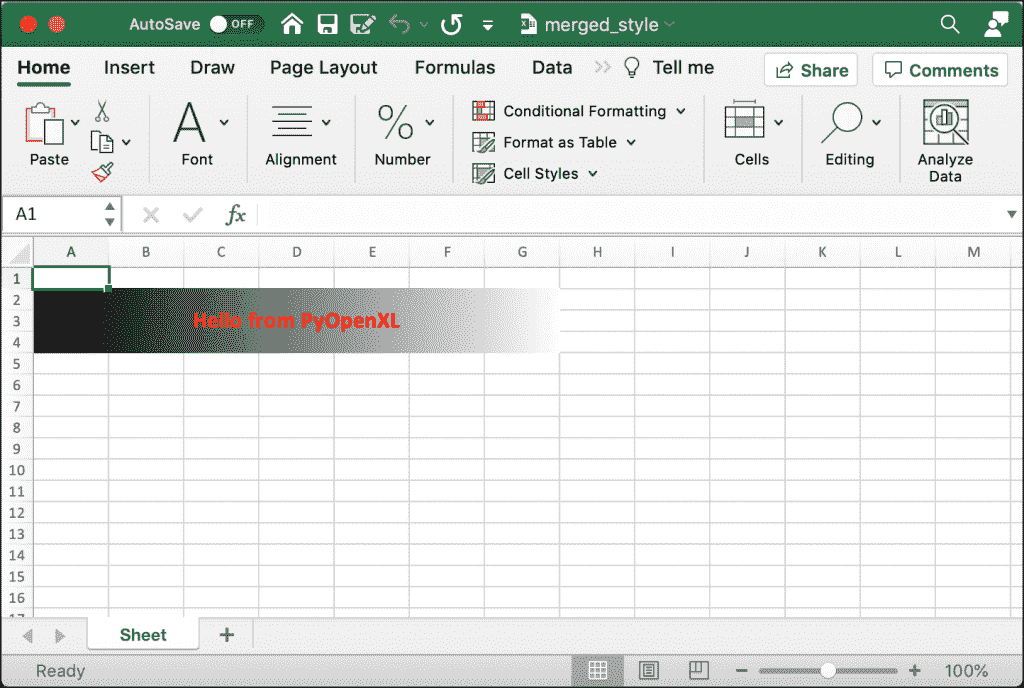 AutoSave OFF merged_style
Home Insert Draw Page Layout Formulas Data >> Tell me Share Comments
Paste Font Alignment Number Conditional Formatting Format as Table Cell Styles Cells Editing Analyze Data
A1 fx
A B C D E F G H I J K L M
1
2
3 Hello from PyOpenXL
4
5
6
7
8
9
10
11
12
13
14
15
16
17
Sheet +
Ready 100%